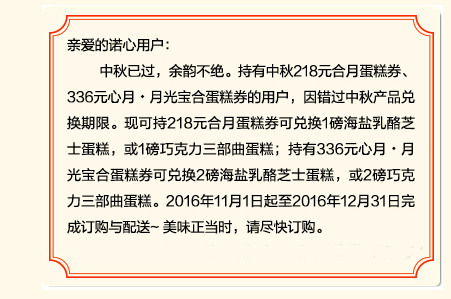 亲爱的诺心用户：
中秋已过，余韵不绝。持有中秋218元合月蛋糕券、
336元心月·月光宝合蛋糕券的用户，因错过中秋产品兑
换期限。现可持218元合月蛋糕券可兑换1磅海盐乳酪芝
士蛋糕，或1磅巧克力三部曲蛋糕；持有336元心月·月
光宝合蛋糕券可兑换2磅海盐乳酪芝士蛋糕，或2磅巧克
力三部曲蛋糕。2016年11月1日起至2016年12月31日完
成订购与配送~ 美味正当时，请尽快订购。